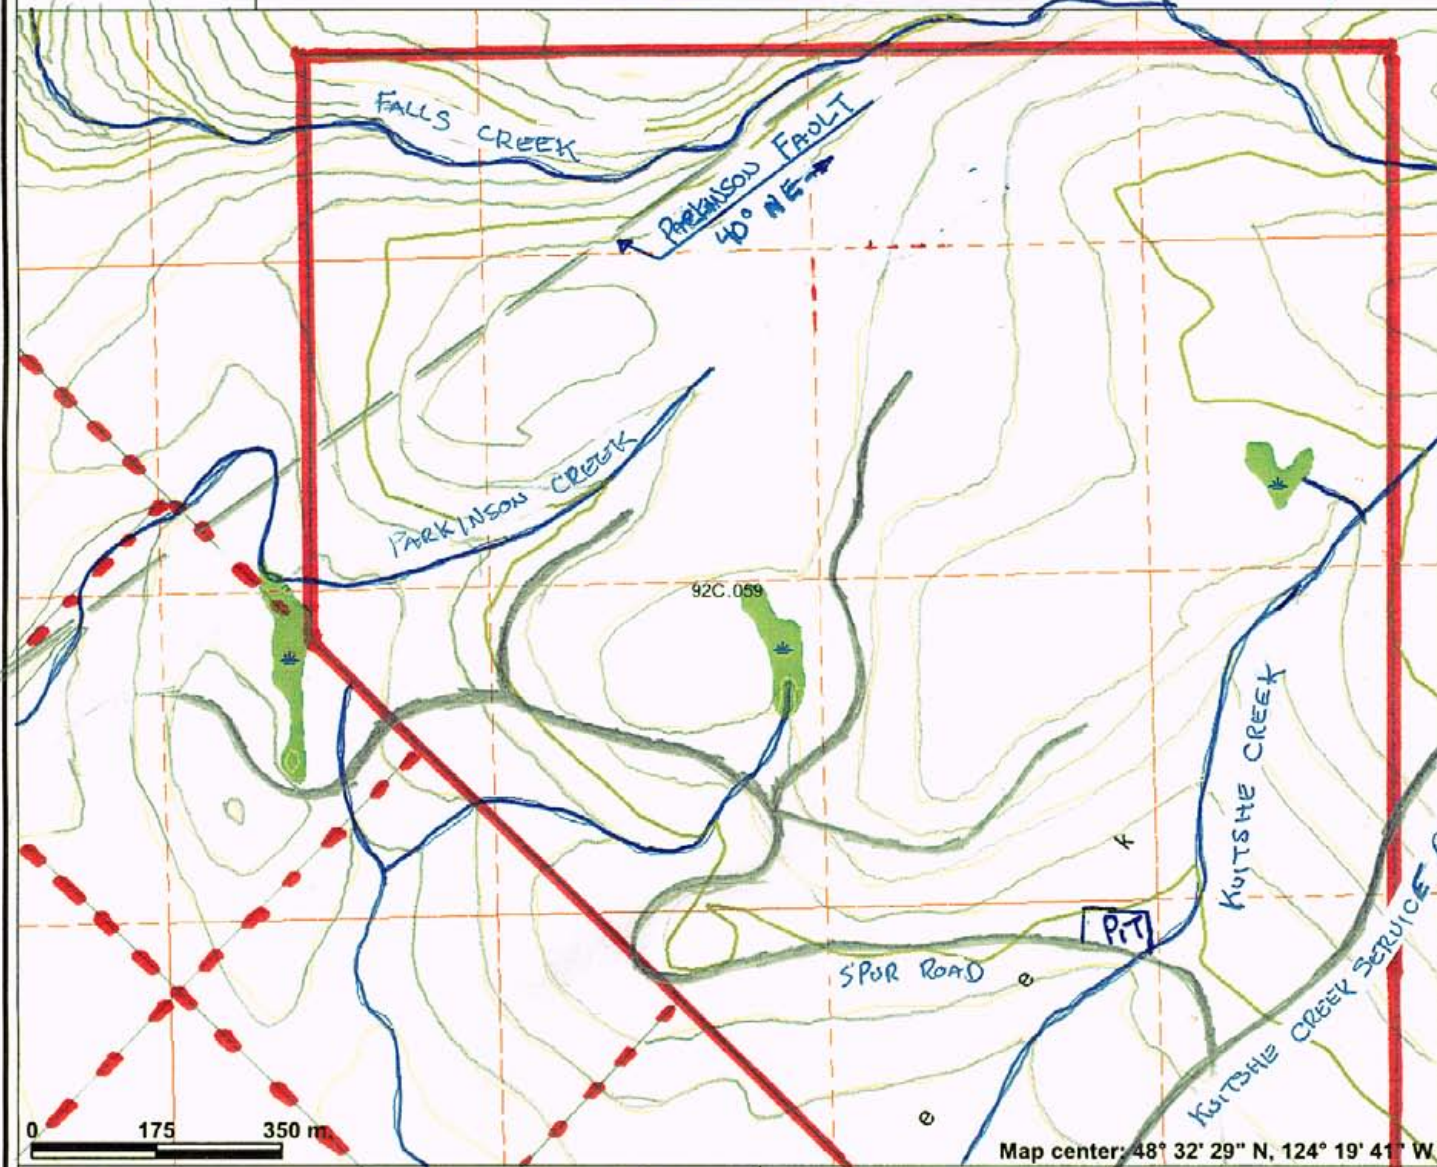 FALLS CREEK
PARKINSON FAULT
40° NE
PARKINSON CREEK
92C.059
KUITSHE CREEK
k
PIT
SPUR ROAD
e
KUITSHE CREEK SERVICE
e
0 175 350 m.
Map center: 48° 32' 29" N, 124° 19' 41" W